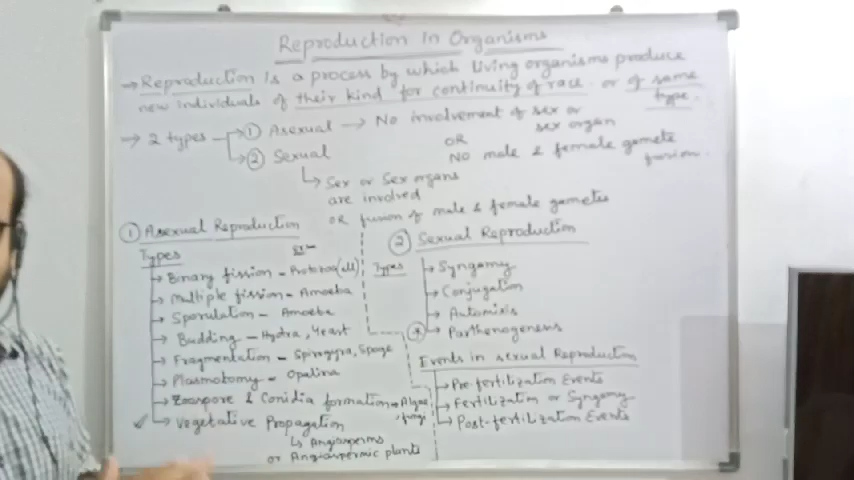 Reproduction In Organisms
→ Reproduction is a process by which living organisms produce
new individuals of their kind for continuity of race. or of same
type.
→ 2 types → ① Asexual → No involvement of sex or
sex organ
OR
No male & female gamete
fusion.
→ ② Sexual
↳ Sex or Sex organs
are involved
OR fusion of male & female gametes
① Asexual Reproduction
Types
ex-
→ Binary fission - Protozoa(all)
→ Multiple fission - Amoeba
→ Sporulation - Amoeba
→ Budding - Hydra, Yeast
→ Fragmentation - Spirogyra, Sponge
→ Plasmotomy - Opalina
→ Zoospore & Conidia formation - Algae
, fungi
✓ → Vegetative Propagation
↳ Angiosperms
or Angiospermic plants
② Sexual Reproduction
Types
→ Syngamy
→ Conjugation
→ Automixis
→ Parthenogenesis
Events in sexual Reproduction
→ Pre-fertilization Events
→ Fertilization or Syngamy
→ Post-fertilization Events